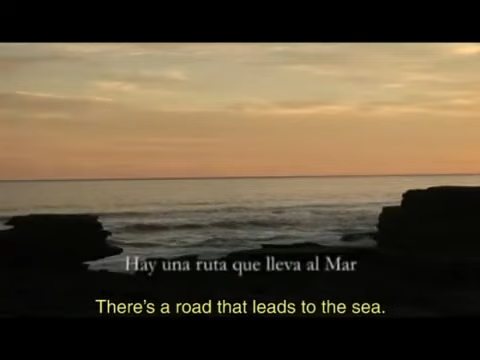 Hay una ruta que lleva al Mar
There's a road that leads to the sea.